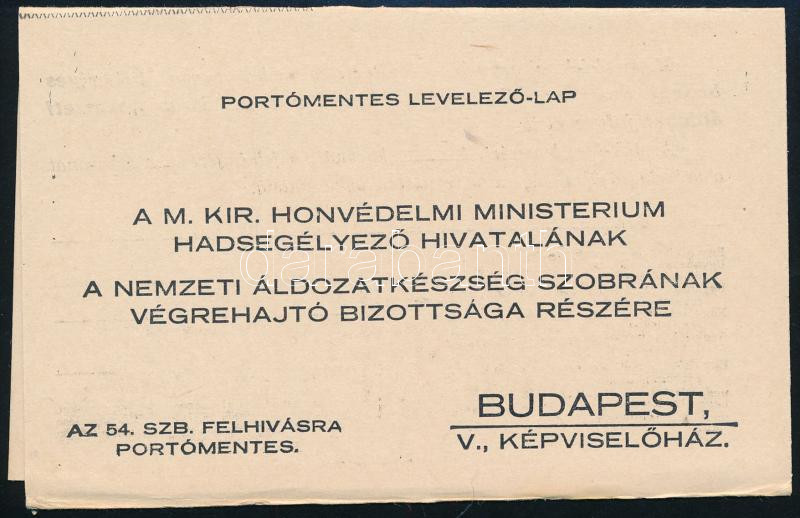 PORTÓMENTES LEVELEZŐ-LAP
A M. KIR. HONVÉDELMI MINISTERIUM
HADSEGÉLYEZŐ HIVATALÁNAK
darabanth
A NEMZETI ÁLDOZATKÉSZSÉG SZOBRÁNAK
VÉGREHAJTÓ BIZOTTSÁGA RÉSZÉRE
AZ 54. SZB. FELHIVÁSRA
PORTÓMENTES.
BUDAPEST,
V., KÉPVISELŐHÁZ.